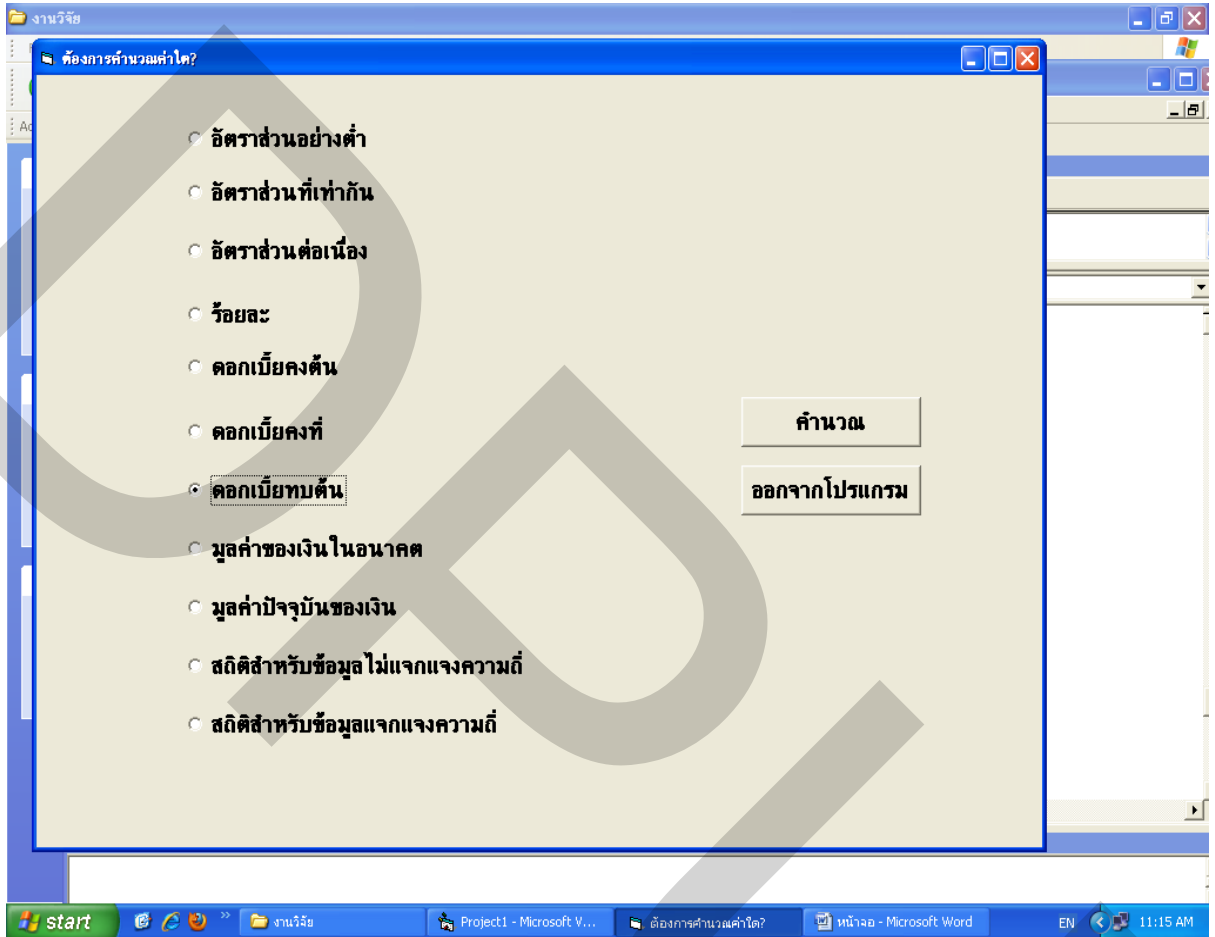 งานวิจัย
ต้องการคำนวณค่าใด?
อัตราส่วนอย่างต่ำ
อัตราส่วนที่เท่ากัน
อัตราส่วนต่อเนื่อง
ร้อยละ
ดอกเบี้ยคงต้น
ดอกเบี้ยคงที่
ดอกเบี้ยทบต้น
มูลค่าของเงินในอนาคต
มูลค่าปัจจุบันของเงิน
สถิติสำหรับข้อมูลไม่แจกแจงความถี่
สถิติสำหรับข้อมูลแจกแจงความถี่
คำนวณ
ออกจากโปรแกรม
start
งานวิจัย
Project1 - Microsoft V...
ต้องการคำนวณค่าใด?
หน้าจอ - Microsoft Word
EN
11:15 AM